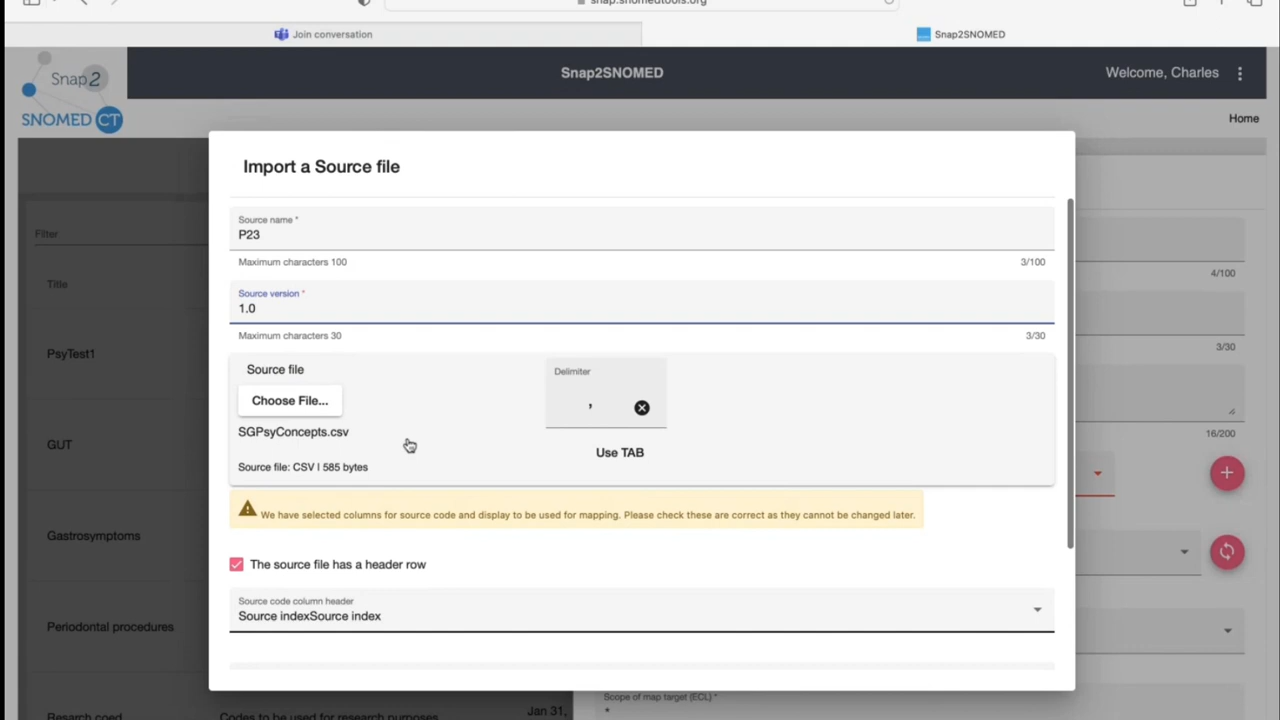 snap.snomedtools.org
Join conversation
Snap2SNOMED
Snap2
SNOMED CT
Snap2SNOMED
Welcome, Charles
Home
Import a Source file
Source name *
P23
Maximum characters 100
3/100
Source version *
1.0
Maximum characters 30
3/30
Source file
Choose File...
SGPsyConcepts.csv
Source file: CSV | 585 bytes
Delimiter
,
Use TAB
We have selected columns for source code and display to be used for mapping. Please check these are correct as they cannot be changed later.
The source file has a header row
Source code column header
Source indexSource index
Filter
Title
PsyTest1
GUT
Gastrosymptoms
Periodontal procedures
Resarch coed
Codes to be used for research purposes
Jan 31,
4/100
3/30
16/200
Scope of map target (ECL) *
*